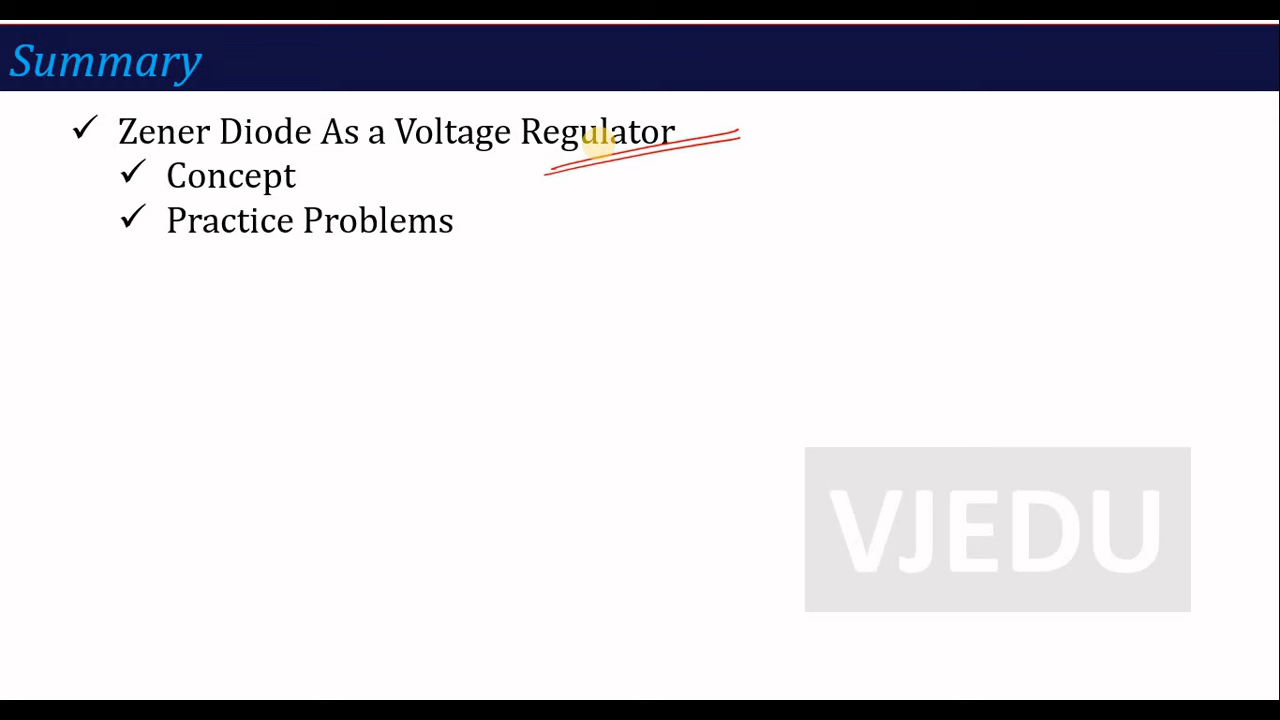 Summary
✓ Zener Diode As a Voltage Regulator
✓ Concept
✓ Practice Problems
VJEDU